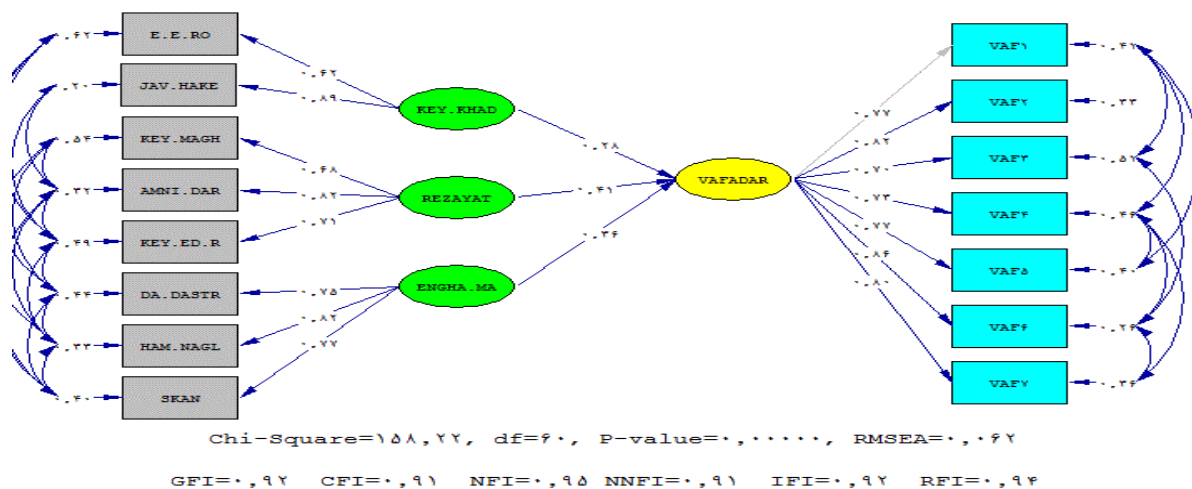 ۰,۶۲ E.E.RO
۰,۲۰ JAV.HAKE
۰,۵۴ KEY.MAGH
۰,۳۲ AMNI.DAR
۰,۴۹ KEY.ED.R
۰,۴۴ DA.DASTR
۰,۳۳ HAM.NAGL
۰,۴۰ SKAN
۰,۶۲
۰,۸۹
۰,۶۸
۰,۸۲
۰,۷۱
۰,۷۵
۰,۸۲
۰,۷۷
KEY.KHAD
REZAYAT
ENGHA.MA
۰,۲۸
۰,۴۱
۰,۳۶
VAFADAR
۰,۷۷
۰,۸۲
۰,۷۰
۰,۷۳
۰,۷۷
۰,۸۶
۰,۸۰
VAF۱ ۰,۴۱
VAF۲ ۰,۳۳
VAF۳ ۰,۵۱
VAF۴ ۰,۴۶
VAF۵ ۰,۴۰
VAF۶ ۰,۲۶
VAF۷ ۰,۳۶
Chi-Square=۱۵۸,۲۲, df=۶۰, P-value=۰,۰۰۰۰۰, RMSEA=۰,۰۶۲
GFI=۰,۹۲ CFI=۰,۹۱ NFI=۰,۹۵ NNFI=۰,۹۱ IFI=۰,۹۲ RFI=۰,۹۴